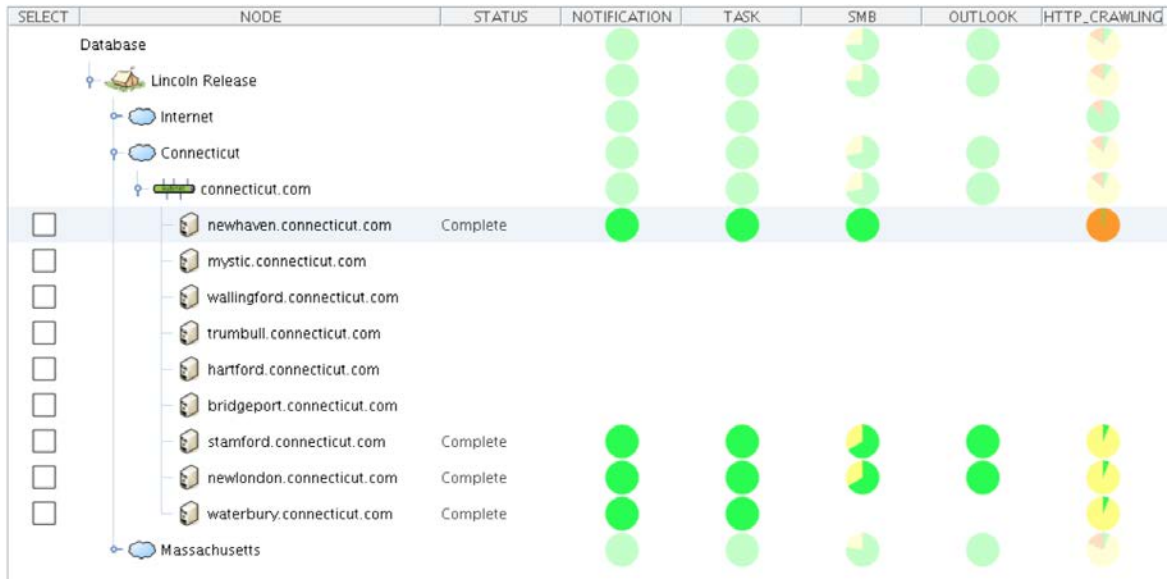 SELECT NODE STATUS NOTIFICATION TASK SMB OUTLOOK HTTP_CRAWLING
Database
Lincoln Release
Internet
Connecticut
connecticut.com
newhaven.connecticut.com Complete
mystic.connecticut.com
wallingford.connecticut.com
trumbull.connecticut.com
hartford.connecticut.com
bridgeport.connecticut.com
stamford.connecticut.com Complete
newlondon.connecticut.com Complete
waterbury.connecticut.com Complete
Massachusetts